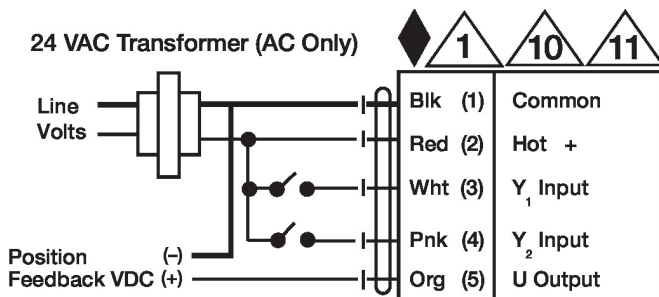 24 VAC Transformer (AC Only)
1
10
11
Line
Volts
Blk (1) Common
Red (2) Hot +
Wht (3) Y1 Input
Pnk (4) Y2 Input
Position (–)
Feedback VDC (+)
Org (5) U Output